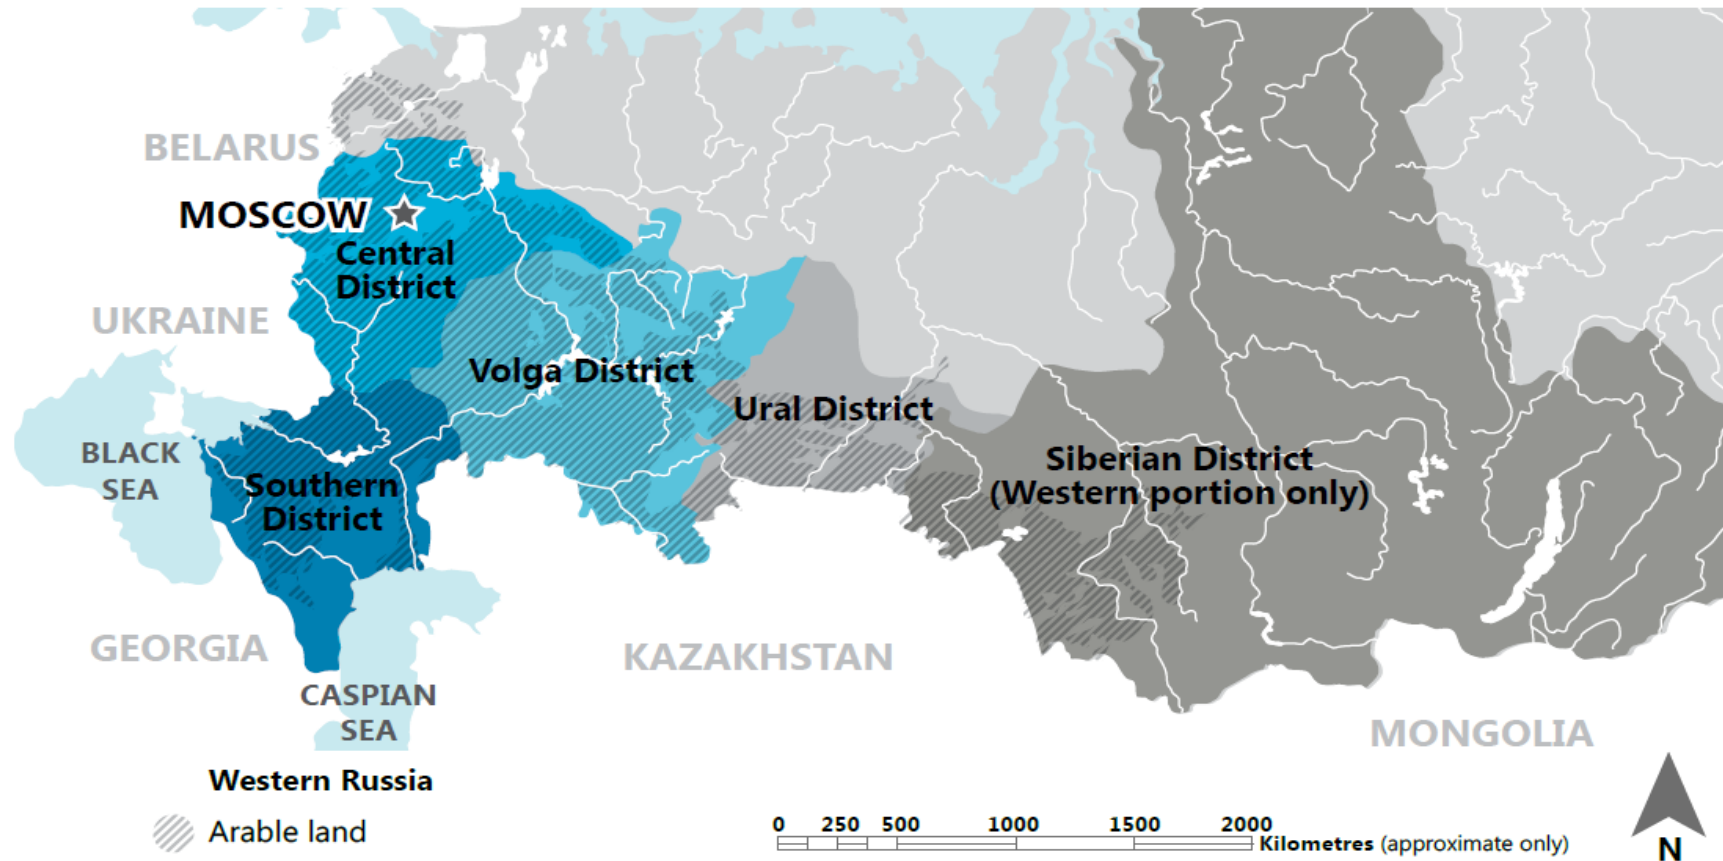 BELARUS
MOSCOW
Central
District
UKRAINE
Volga District
Ural District
BLACK
SEA
Southern
District
Siberian District
(Western portion only)
GEORGIA
KAZAKHSTAN
CASPIAN
SEA
MONGOLIA
Western Russia
Arable land
0 250 500 1000 1500 2000
Kilometres (approximate only)
N